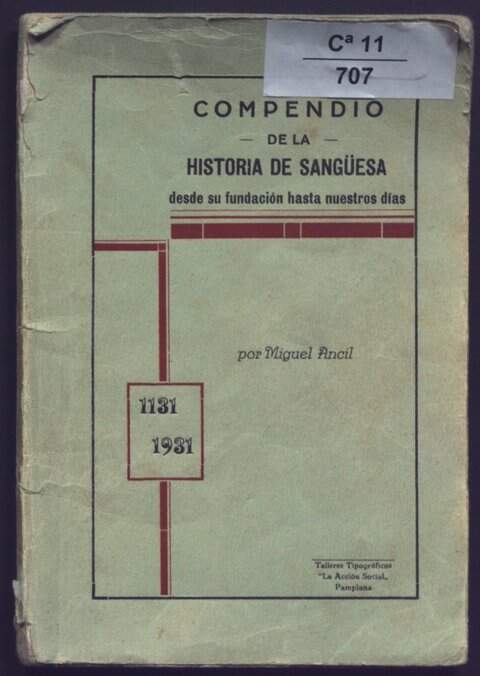 Cª 11
707
COMPENDIO
— DE LA —
HISTORIA DE SANGÜESA
desde su fundación hasta nuestros días
por Miguel Ancil
1131
1931
Talleres Tipográficos
"La Acción Social„
Pamplona